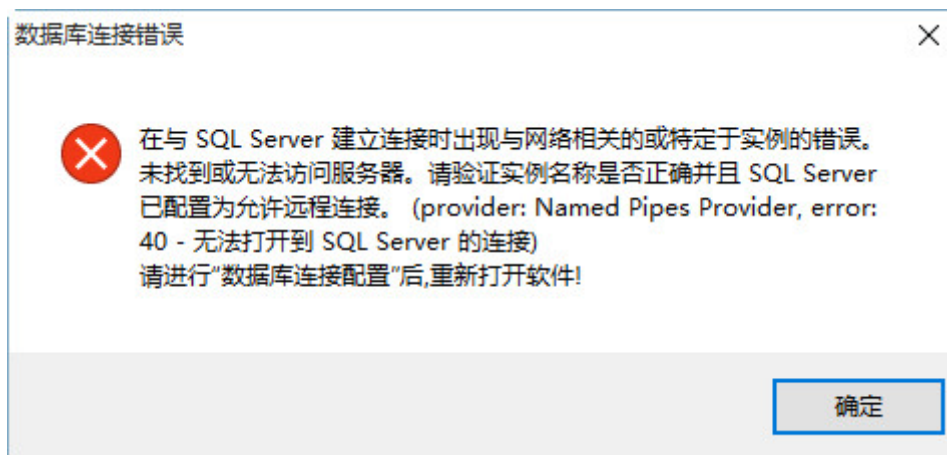 数据库连接错误
在与 SQL Server 建立连接时出现与网络相关的或特定于实例的错误。
未找到或无法访问服务器。请验证实例名称是否正确并且 SQL Server
已配置为允许远程连接。 (provider: Named Pipes Provider, error:
40 - 无法打开到 SQL Server 的连接)
请进行“数据库连接配置”后,重新打开软件!
确定